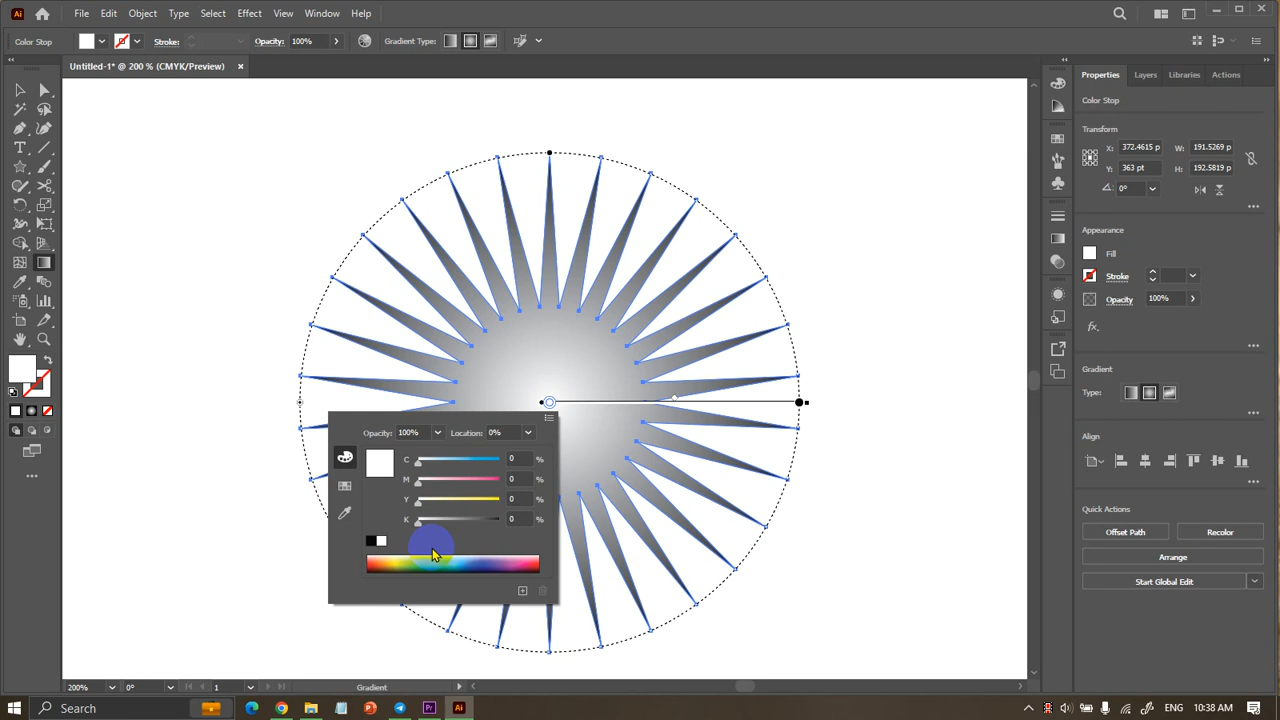 Ai File Edit Object Type Select Effect View Window Help
Color Stop Stroke: Opacity: 100% Gradient Type:
Untitled-1* @ 200 % (CMYK/Preview) ×
Properties Layers Libraries Actions
Color Stop
Transform
X: 372.4615 p W: 191.5269 p
Y: 363 pt H: 192.5819 p
0°
Appearance
Fill
Stroke
Opacity 100%
fx.
Gradient
Type:
Align
Quick Actions
Offset Path Recolor
Arrange
Start Global Edit
Opacity: 100% Location: 0%
C 0 %
M 0 %
Y 0 %
K 0 %
200% 0° 1 Gradient
Search Pr Ai 10:38 AM